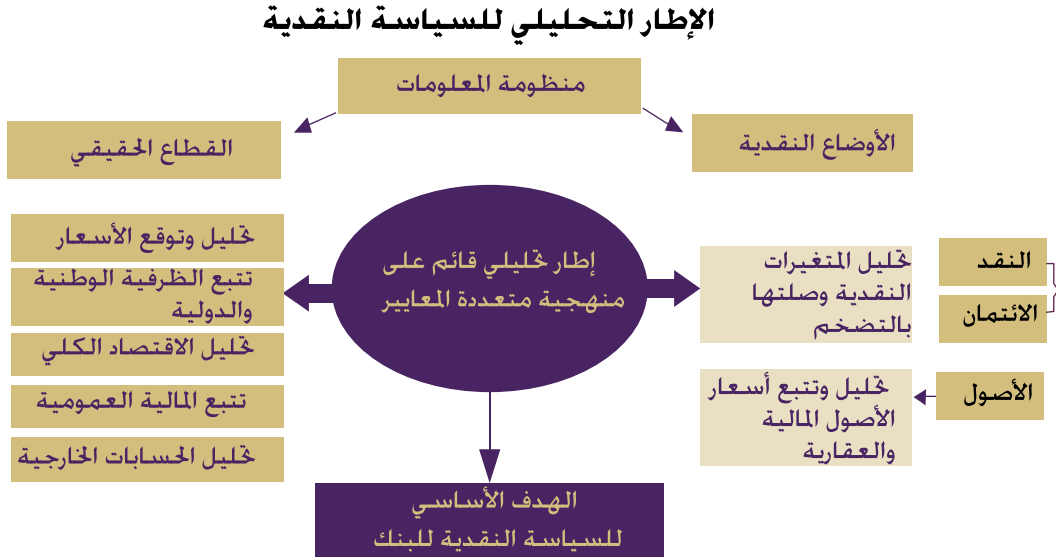 الإطار التحليلي للسياسة النقدية
منظومة المعلومات
الأوضاع النقدية
القطاع الحقيقي
إطار تحليلي قائم على
منهجية متعددة المعايير
النقد
الائتمان
تحليل المتغيرات
النقدية وصلتها
بالتضخم
الأصول
تحليل وتتبع أسعار
الأصول المالية
والعقارية
تحليل وتوقع الأسعار
تتبع الظرفية الوطنية
والدولية
تحليل الاقتصاد الكلي
تتبع المالية العمومية
تحليل الحسابات الخارجية
الهدف الأساسي
للسياسة النقدية للبنك